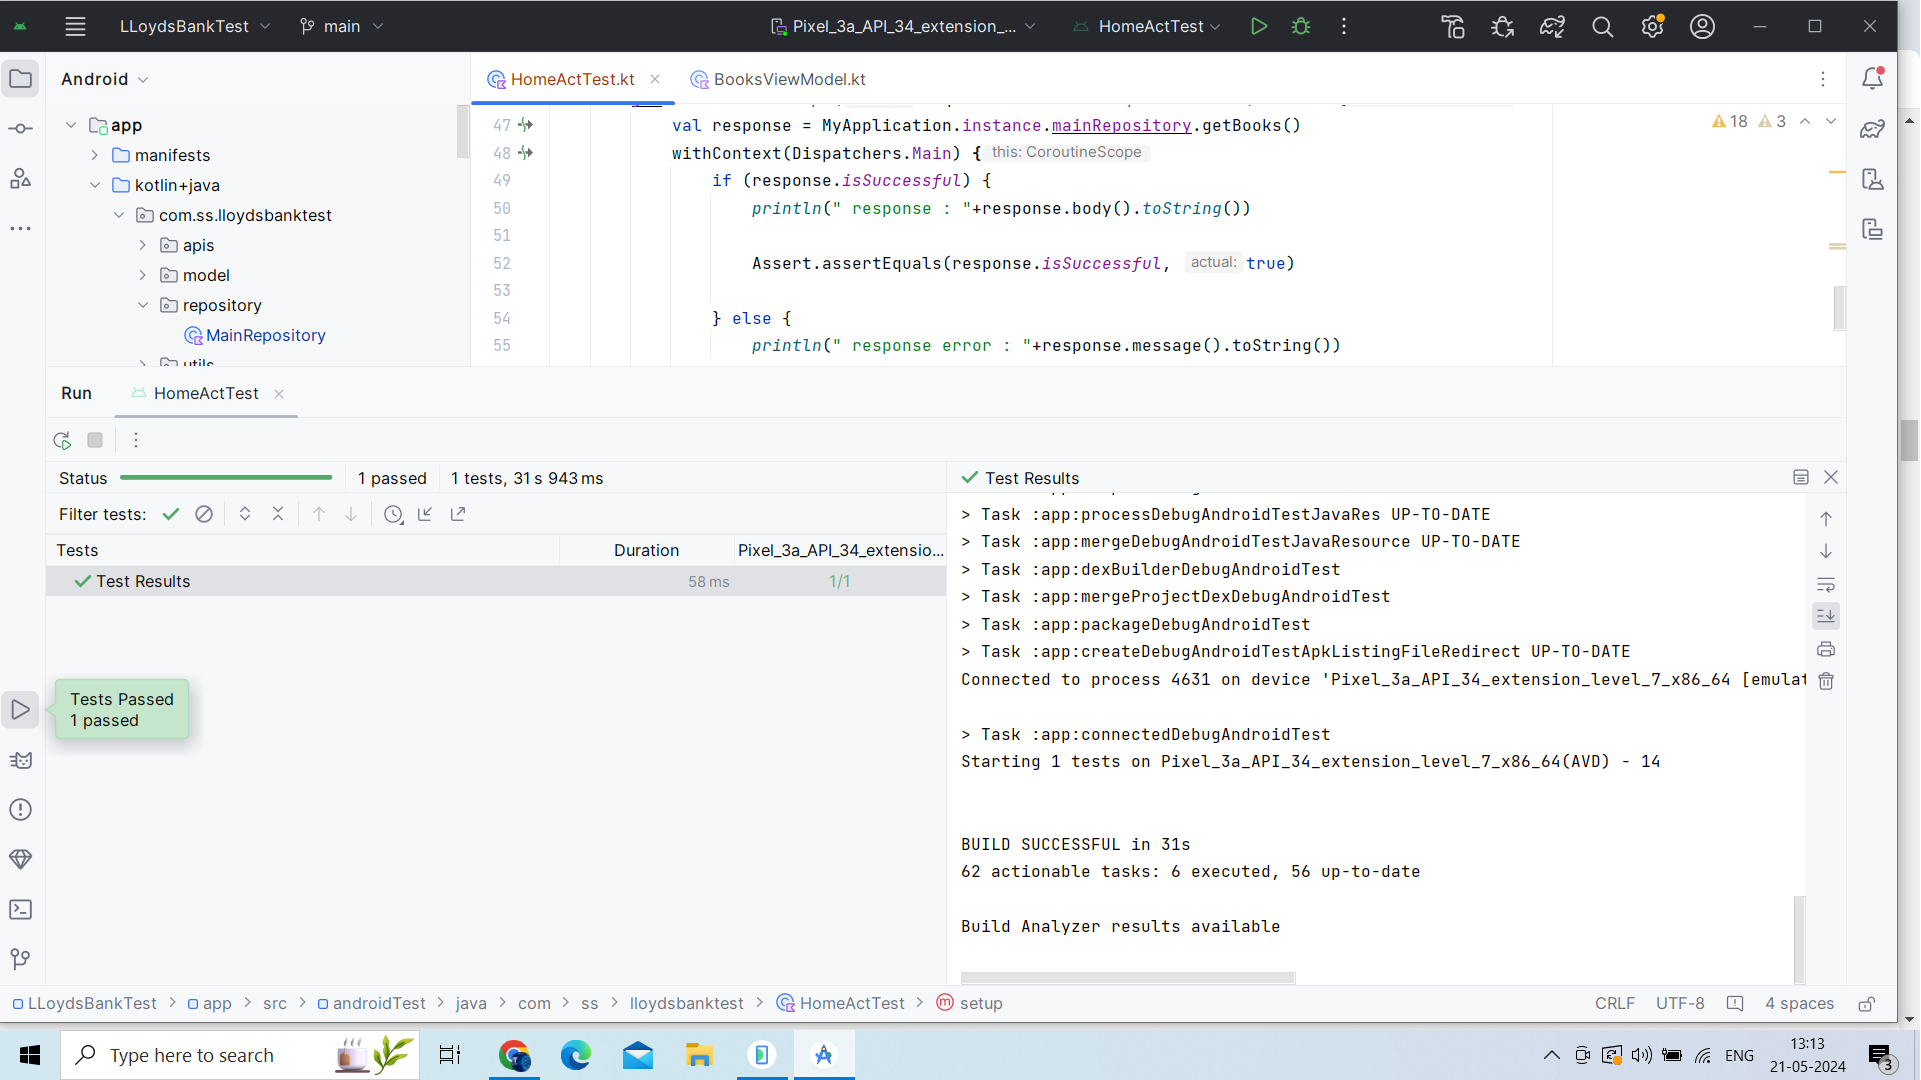 LLoydsBankTest
main
Pixel_3a_API_34_extension_...
HomeActTest
Android
HomeActTest.kt
BooksViewModel.kt
app
manifests
kotlin+java
com.ss.lloydsbanktest
apis
model
repository
MainRepository
utils
18
3
47 val response = MyApplication.instance.mainRepository.getBooks()
48 withContext(Dispatchers.Main) { this: CoroutineScope
49 if (response.isSuccessful) {
50 println(" response : "+response.body().toString())
51
52 Assert.assertEquals(response.isSuccessful, actual: true)
53
54 } else {
55 println(" response error : "+response.message().toString())
Run
HomeActTest
Status
1 passed
1 tests, 31 s 943 ms
Filter tests:
Tests
Duration
Pixel_3a_API_34_extensio...
Test Results
58 ms
1/1
Tests Passed
1 passed
Test Results
> Task :app:processDebugAndroidTestJavaRes UP-TO-DATE
> Task :app:mergeDebugAndroidTestJavaResource UP-TO-DATE
> Task :app:dexBuilderDebugAndroidTest
> Task :app:mergeProjectDexDebugAndroidTest
> Task :app:packageDebugAndroidTest
> Task :app:createDebugAndroidTestApkListingFileRedirect UP-TO-DATE
Connected to process 4631 on device 'Pixel_3a_API_34_extension_level_7_x86_64 [emulat
> Task :app:connectedDebugAndroidTest
Starting 1 tests on Pixel_3a_API_34_extension_level_7_x86_64(AVD) - 14
BUILD SUCCESSFUL in 31s
62 actionable tasks: 6 executed, 56 up-to-date
Build Analyzer results available
LLoydsBankTest > app > src > androidTest > java > com > ss > lloydsbanktest > HomeActTest > setup
CRLF
UTF-8
4 spaces
Type here to search
ENG
13:13
21-05-2024
3